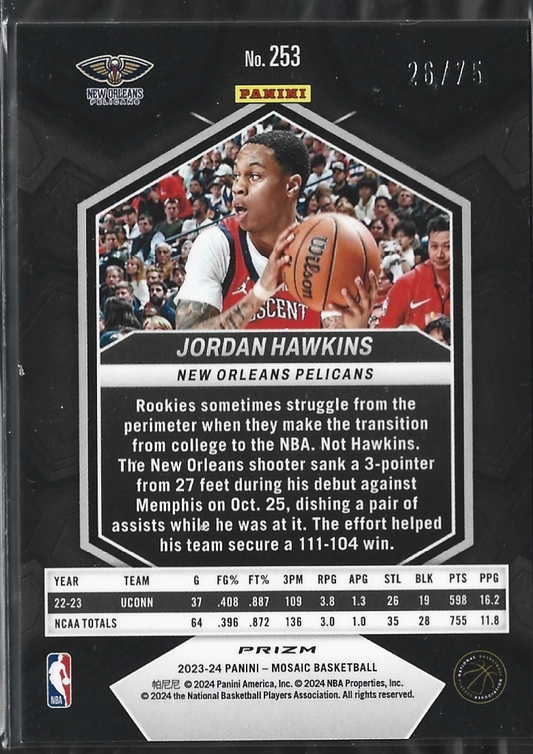 No. 253
26/75
NEW ORLEANS
PELICANS
PANINI
Wilson
ESCENT
JORDAN HAWKINS
NEW ORLEANS PELICANS
Rookies sometimes struggle from the
perimeter when they make the transition
from college to the NBA. Not Hawkins.
The New Orleans shooter sank a 3-pointer
from 27 feet during his debut against
Memphis on Oct. 25, dishing a pair of
assists while he was at it. The effort helped
his team secure a 111-104 win.
YEAR TEAM G FG% FT% 3PM RPG APG STL BLK PTS PPG
22-23 UCONN 37 .408 .887 109 3.8 1.3 26 19 598 16.2
NCAA TOTALS 64 .396 .872 136 3.0 1.0 35 28 755 11.8
PRIZM
2023-24 PANINI – MOSAIC BASKETBALL
帕尼尼 © 2024 Panini America, Inc. © 2024 NBA Properties, Inc.
© 2024 the National Basketball Players Association. All rights reserved.
NBA